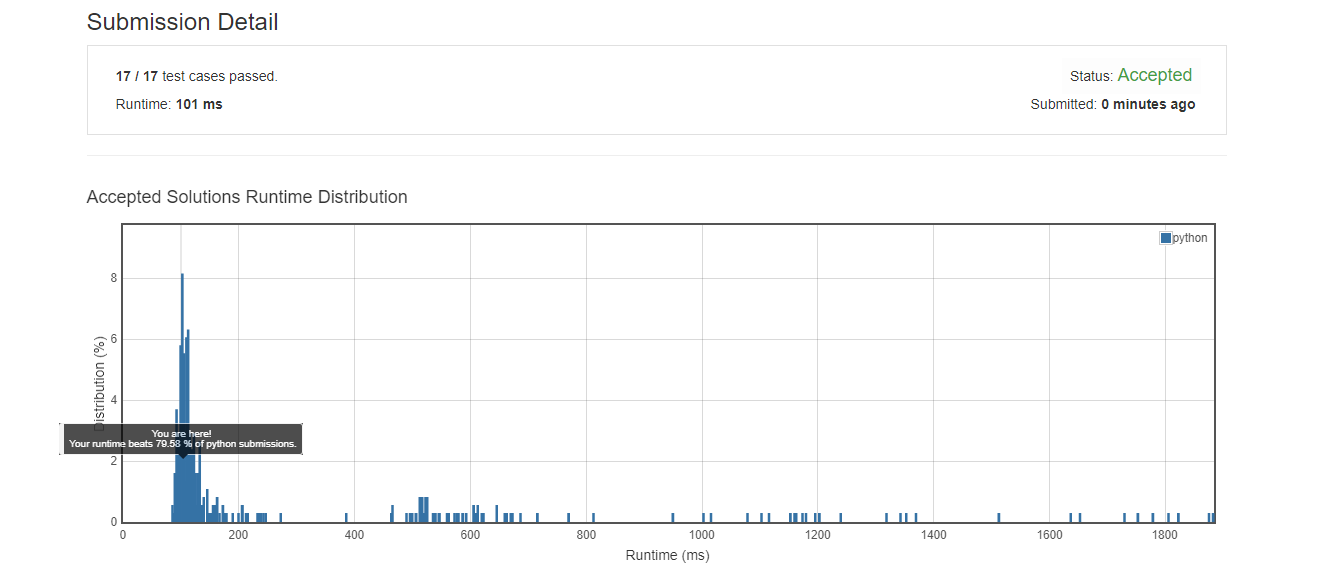 Submission Detail
17 / 17 test cases passed.
Status: Accepted
Runtime: 101 ms
Submitted: 0 minutes ago
Accepted Solutions Runtime Distribution
python
Distribution (%)
8
6
4
2
0
You are here!
Your runtime beats 79.58 % of python submissions.
0 200 400 600 800 1000 1200 1400 1600 1800
Runtime (ms)